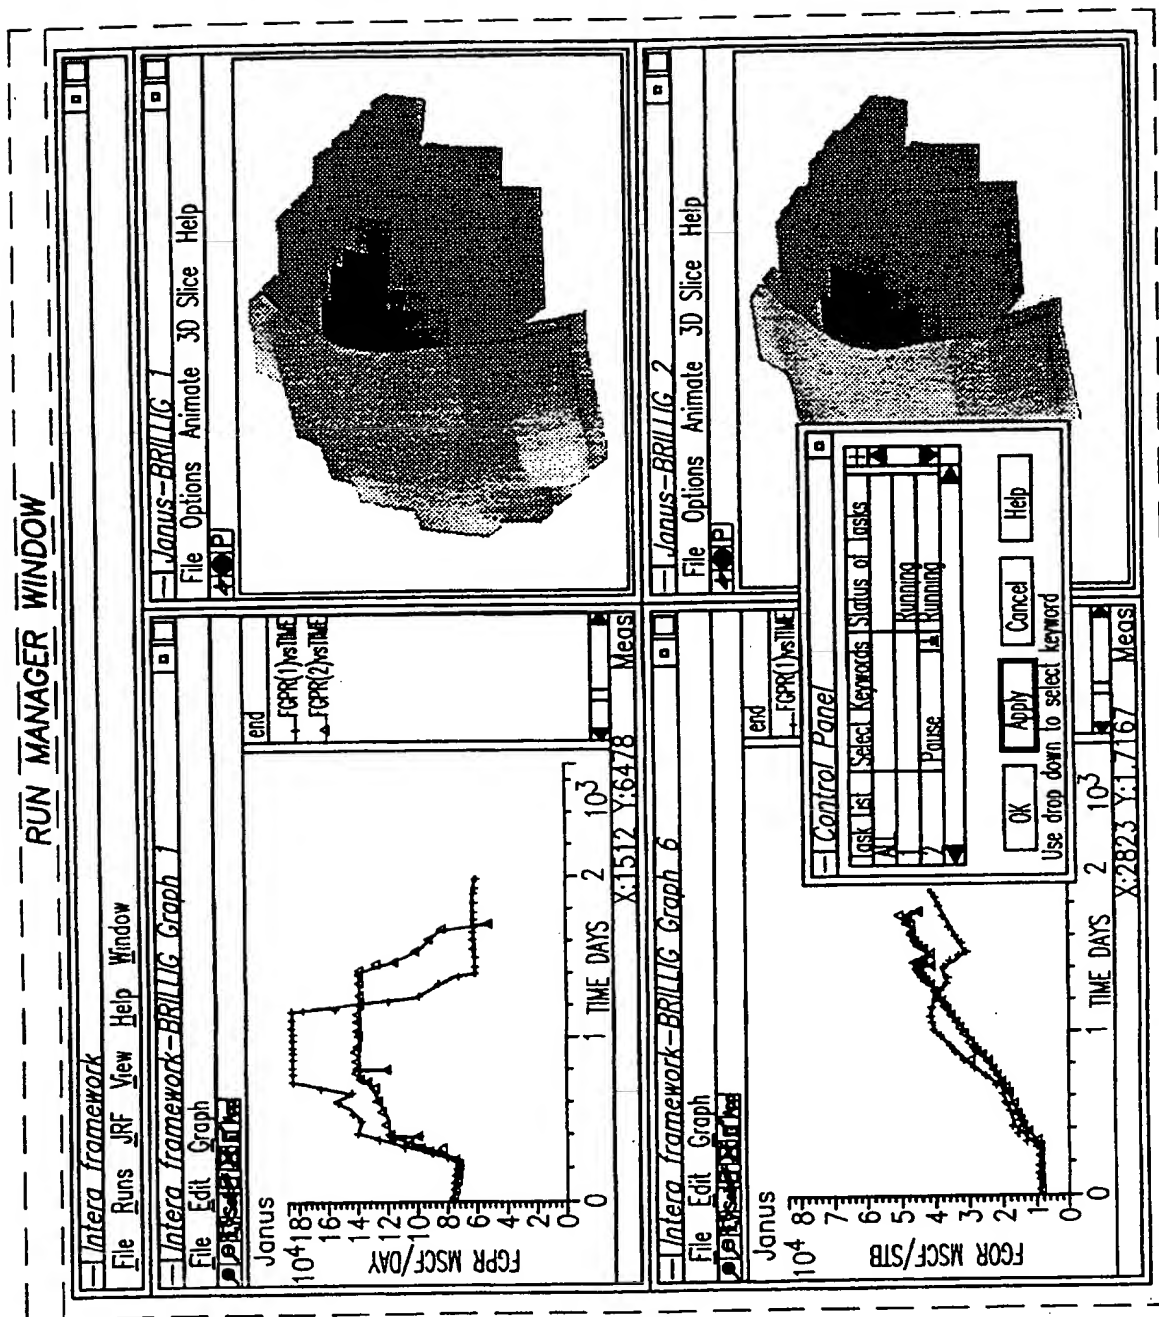 RUN MANAGER WINDOW
Intera framework
File Runs JRF View Help Window
Intera framework-BRILLIG Graph 1
File Edit Graph
Janus
10⁴
18
16
14
12
10
8
6
0
FGPR MSCF/DAY
0
1
2
10³
TIME DAYS
end
FGPR(1)vsTIME
FGPR(2)vsTIME
X:1512 Y:6478
Meas
Janus-BRILLIG 1
File Options Animate 3D Slice Help
P
Intera framework-BRILLIG Graph 6
File Edit Graph
Janus
10⁴
8
7
6
5
4
3
2
1
0
FGOR MSCF/STB
0
1
2
10³
TIME DAYS
end
FGPR(1)vsTIME
X:2823 Y:1.7167
Meas
Janus-BRILLIG 2
File Options Animate 3D Slice Help
P
Control Panel
Task List Select Keywords Status of Tasks
ALL
1 Running
2 Pause Running
OK Apply Cancel Help
Use drop down to select keyword